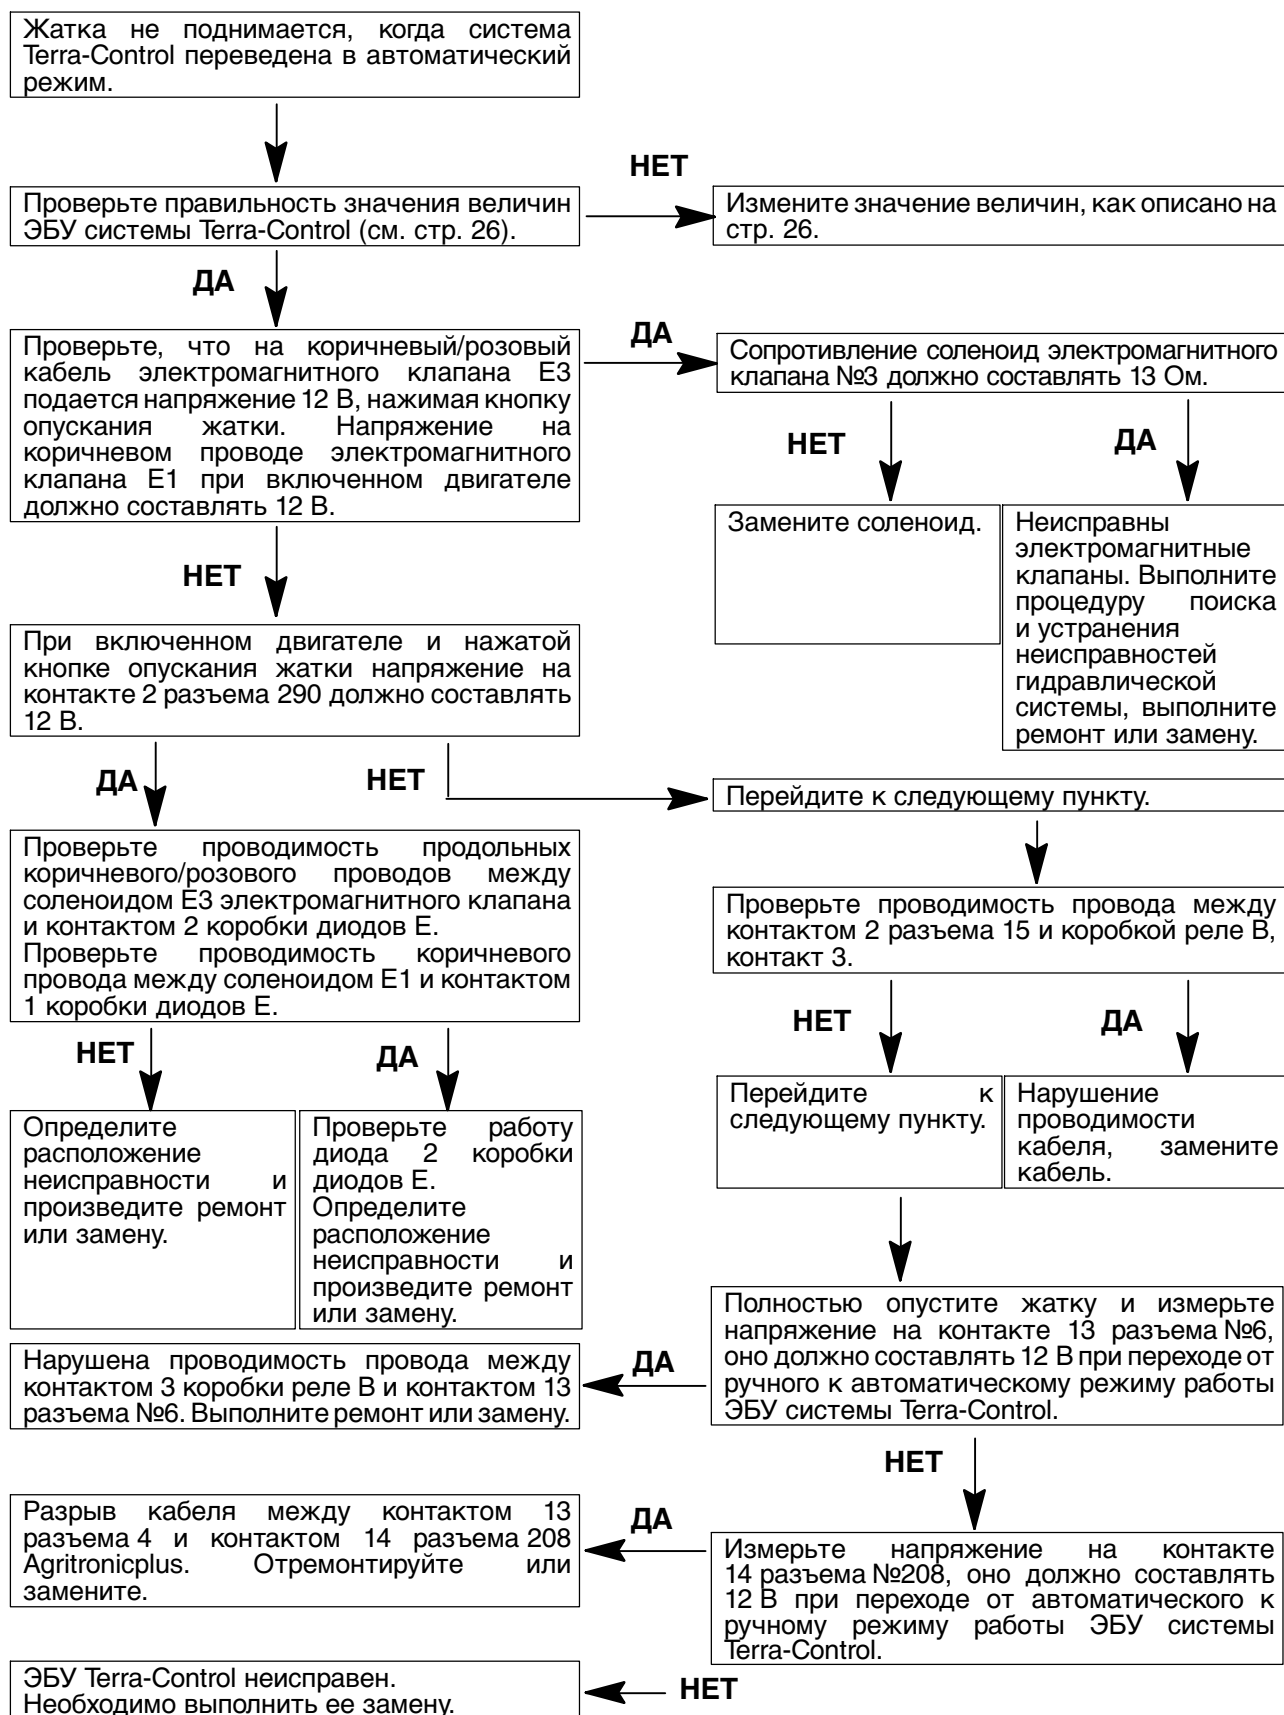 Жатка не поднимается, когда система
Terra-Control переведена в автоматический
режим.
НЕТ
Проверьте правильность значения величин
ЭБУ системы Terra-Control (см. стр. 26).
Измените значение величин, как описано на
стр. 26.
ДА
Проверьте, что на коричневый/розовый
кабель электромагнитного клапана E3
подается напряжение 12 В, нажимая кнопку
опускания жатки. Напряжение на
коричневом проводе электромагнитного
клапана E1 при включенном двигателе
должно составлять 12 В.
ДА
Сопротивление соленоид электромагнитного
клапана №3 должно составлять 13 Ом.
НЕТ
ДА
Замените соленоид.
Неисправны
электромагнитные
клапаны. Выполните
процедуру поиска
и устранения
неисправностей
гидравлической
системы, выполните
ремонт или замену.
НЕТ
При включенном двигателе и нажатой
кнопке опускания жатки напряжение на
контакте 2 разъема 290 должно составлять
12 В.
ДА
НЕТ
Перейдите к следующему пункту.
Проверьте проводимость продольных
коричневого/розового проводов между
соленоидом E3 электромагнитного клапана
и контактом 2 коробки диодов E.
Проверьте проводимость коричневого
провода между соленоидом E1 и контактом
1 коробки диодов E.
Проверьте проводимость провода между
контактом 2 разъема 15 и коробкой реле B,
контакт 3.
НЕТ
ДА
НЕТ
ДА
Перейдите к
следующему пункту.
Нарушение
проводимости
кабеля, замените
кабель.
Определите
расположение
неисправности и
произведите ремонт
или замену.
Проверьте работу
диода 2 коробки
диодов E.
Определите
расположение
неисправности и
произведите ремонт
или замену.
Полностью опустите жатку и измерьте
напряжение на контакте 13 разъема №6,
оно должно составлять 12 В при переходе от
ручного к автоматическому режиму работы
ЭБУ системы Terra-Control.
ДА
Нарушена проводимость провода между
контактом 3 коробки реле B и контактом 13
разъема №6. Выполните ремонт или замену.
НЕТ
Измерьте напряжение на контакте
14 разъема №208, оно должно составлять
12 В при переходе от автоматического к
ручному режиму работы ЭБУ системы
Terra-Control.
ДА
Разрыв кабеля между контактом 13
разъема 4 и контактом 14 разъема 208
Agritronicplus. Отремонтируйте или
замените.
НЕТ
ЭБУ Terra-Control неисправен.
Необходимо выполнить ее замену.